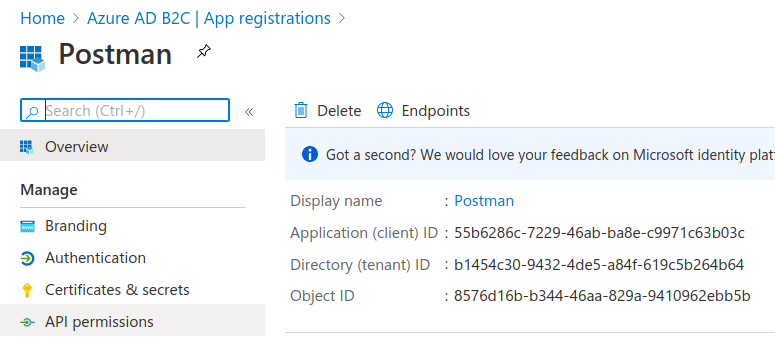 Home > Azure AD B2C | App registrations >
Postman
Search (Ctrl+/)
«
Delete
Endpoints
Overview
Got a second? We would love your feedback on Microsoft identity plat
Manage
Display name : Postman
Branding
Application (client) ID : 55b6286c-7229-46ab-ba8e-c9971c63b03c
Authentication
Directory (tenant) ID : b1454c30-9432-4de5-a84f-619c5b264b64
Certificates & secrets
Object ID : 8576d16b-b344-46aa-829a-9410962ebb5b
API permissions